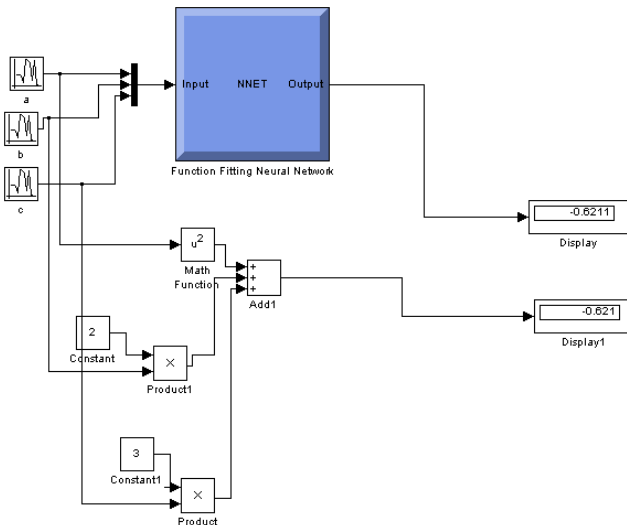 a
b
c
Input NNET Output
Function Fitting Neural Network
-0.6211
Display
u²
Math
Function
+
+
+
Add1
-0.621
Display1
2
Constant
×
Product1
3
Constant1
×
Product